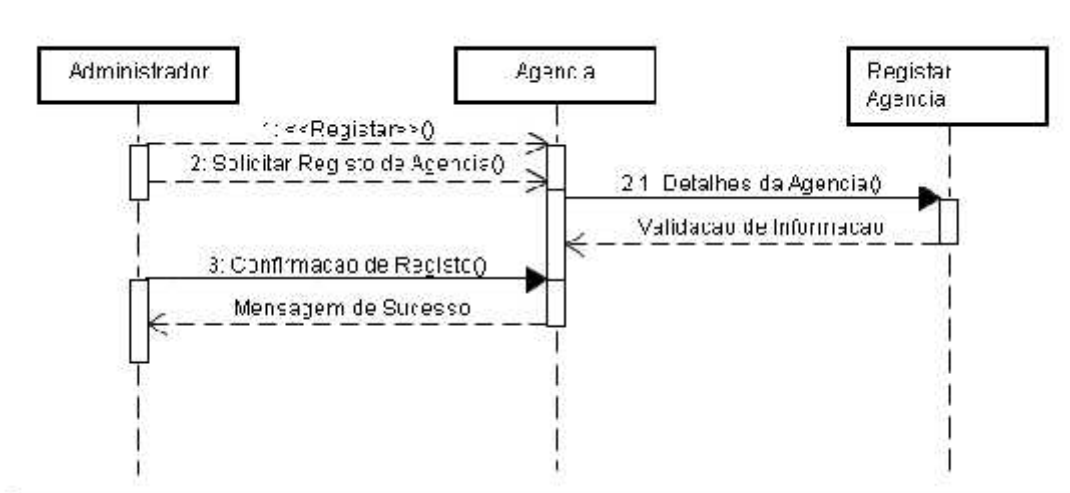 Administrador
Agencia
Registar
Agencia
1: <<Registar>>()
2: Solicitar Registo de Agencia()
2.1 Detalhes da Agencia()
Validacao de Informacao
3: Confirmacao de Registo()
Mensagem de Sucesso